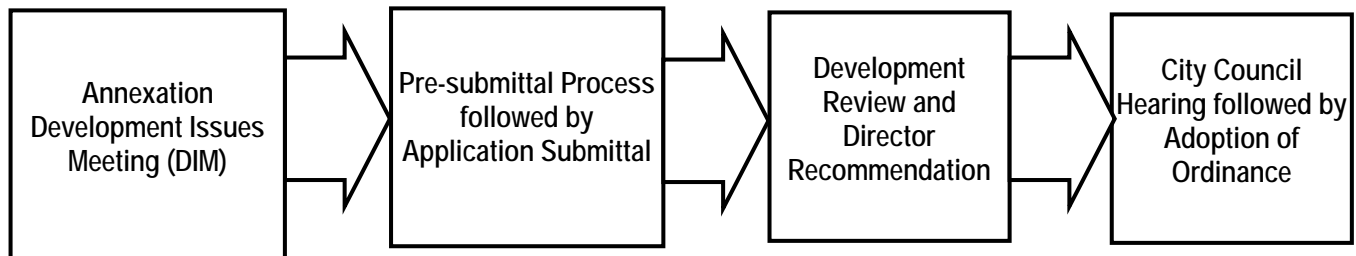 Annexation
Development Issues
Meeting (DIM)
Pre-submittal Process
followed by
Application Submittal
Development
Review and
Director
Recommendation
City Council
Hearing followed by
Adoption of
Ordinance